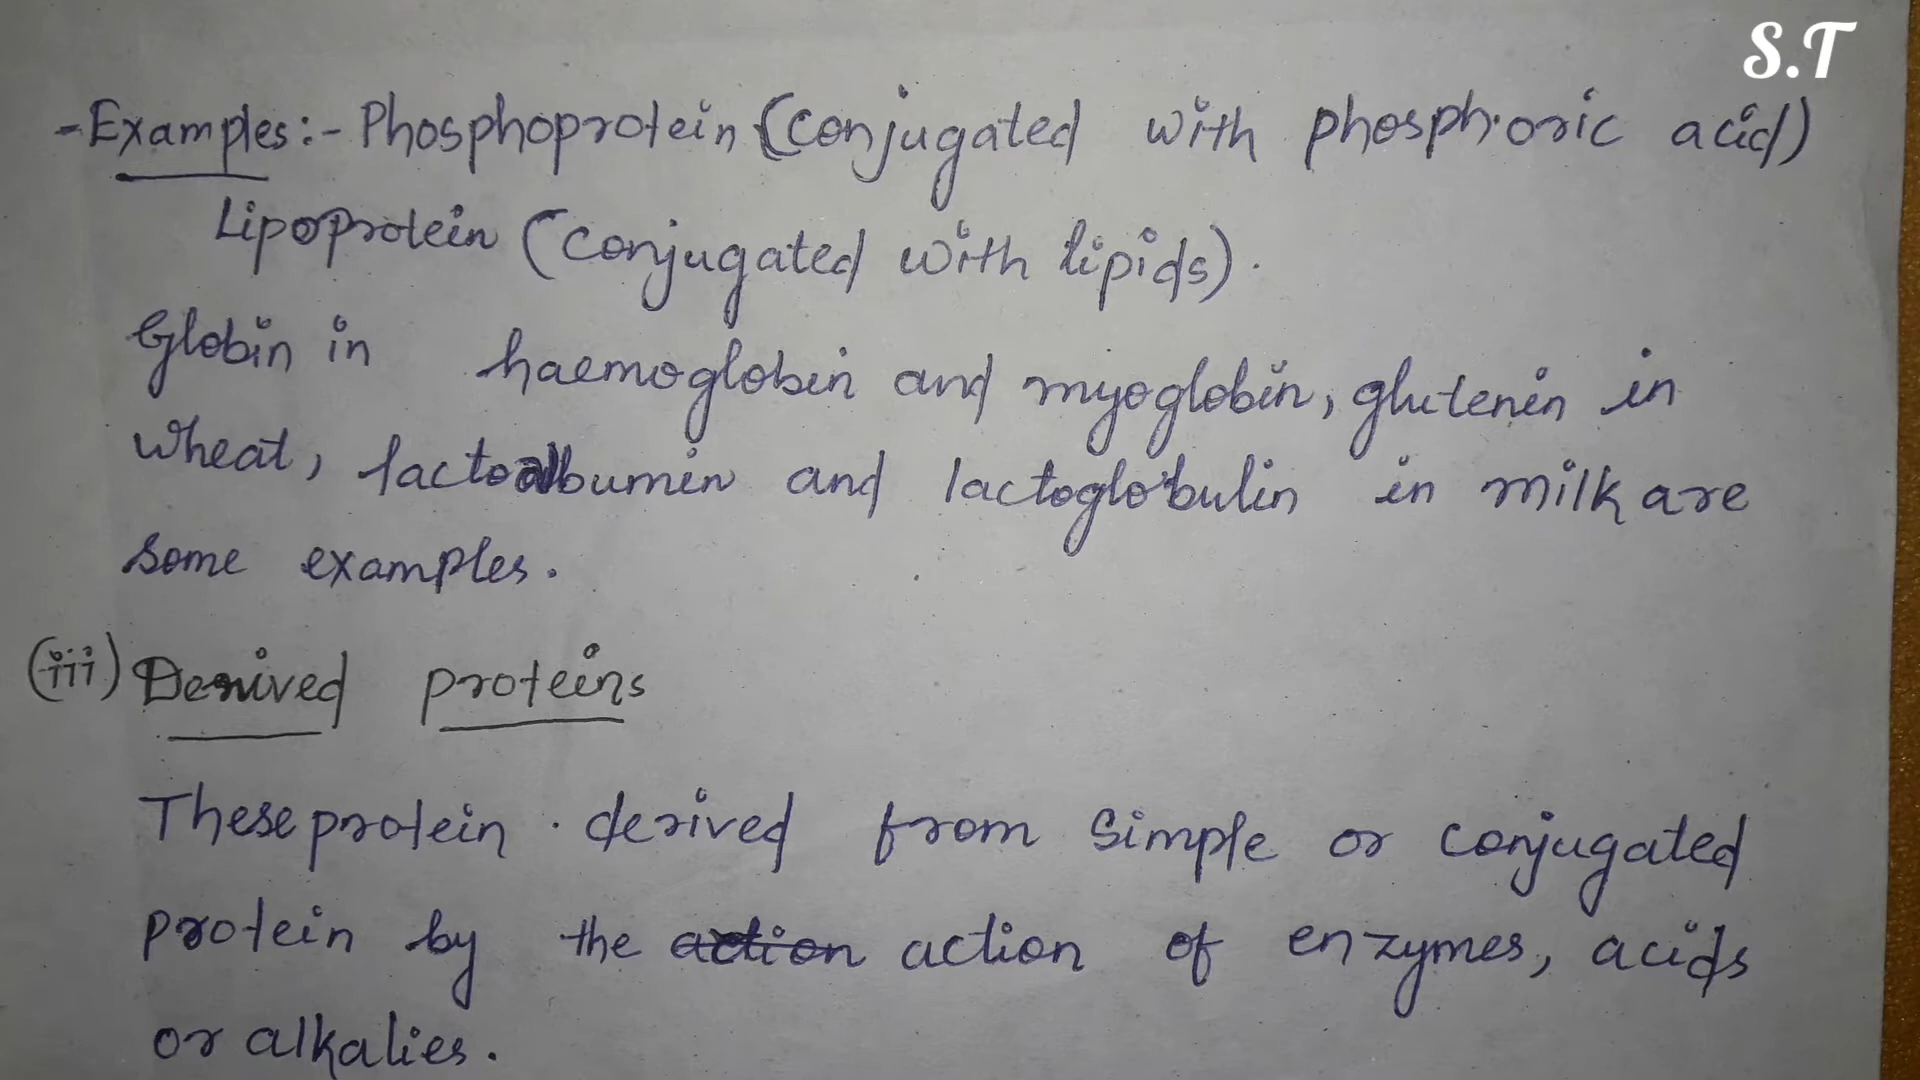 S.T
-Examples:- Phosphoprotein (Conjugated with phosphoric acid)
Lipoprotein (Conjugated with lipids).
Globin in haemoglobin and myoglobin, glutenin in
wheat, lactoalbumin and lactoglobulin in milk are
some examples.
(iii) Derived proteins
These protein derived from simple or conjugated
protein by the action action of enzymes, acids
or alkalies.